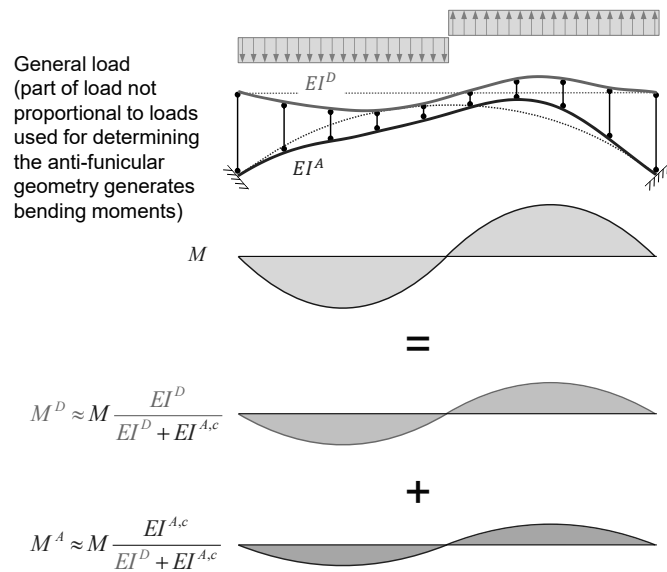 General load
(part of load not
proportional to loads
used for determining
the anti-funicular
geometry generates
bending moments)
EI^D
EI^A
M
=
M^D ≈ M EI^D / (EI^D + EI^{A,c})
+
M^A ≈ M EI^{A,c} / (EI^D + EI^{A,c})